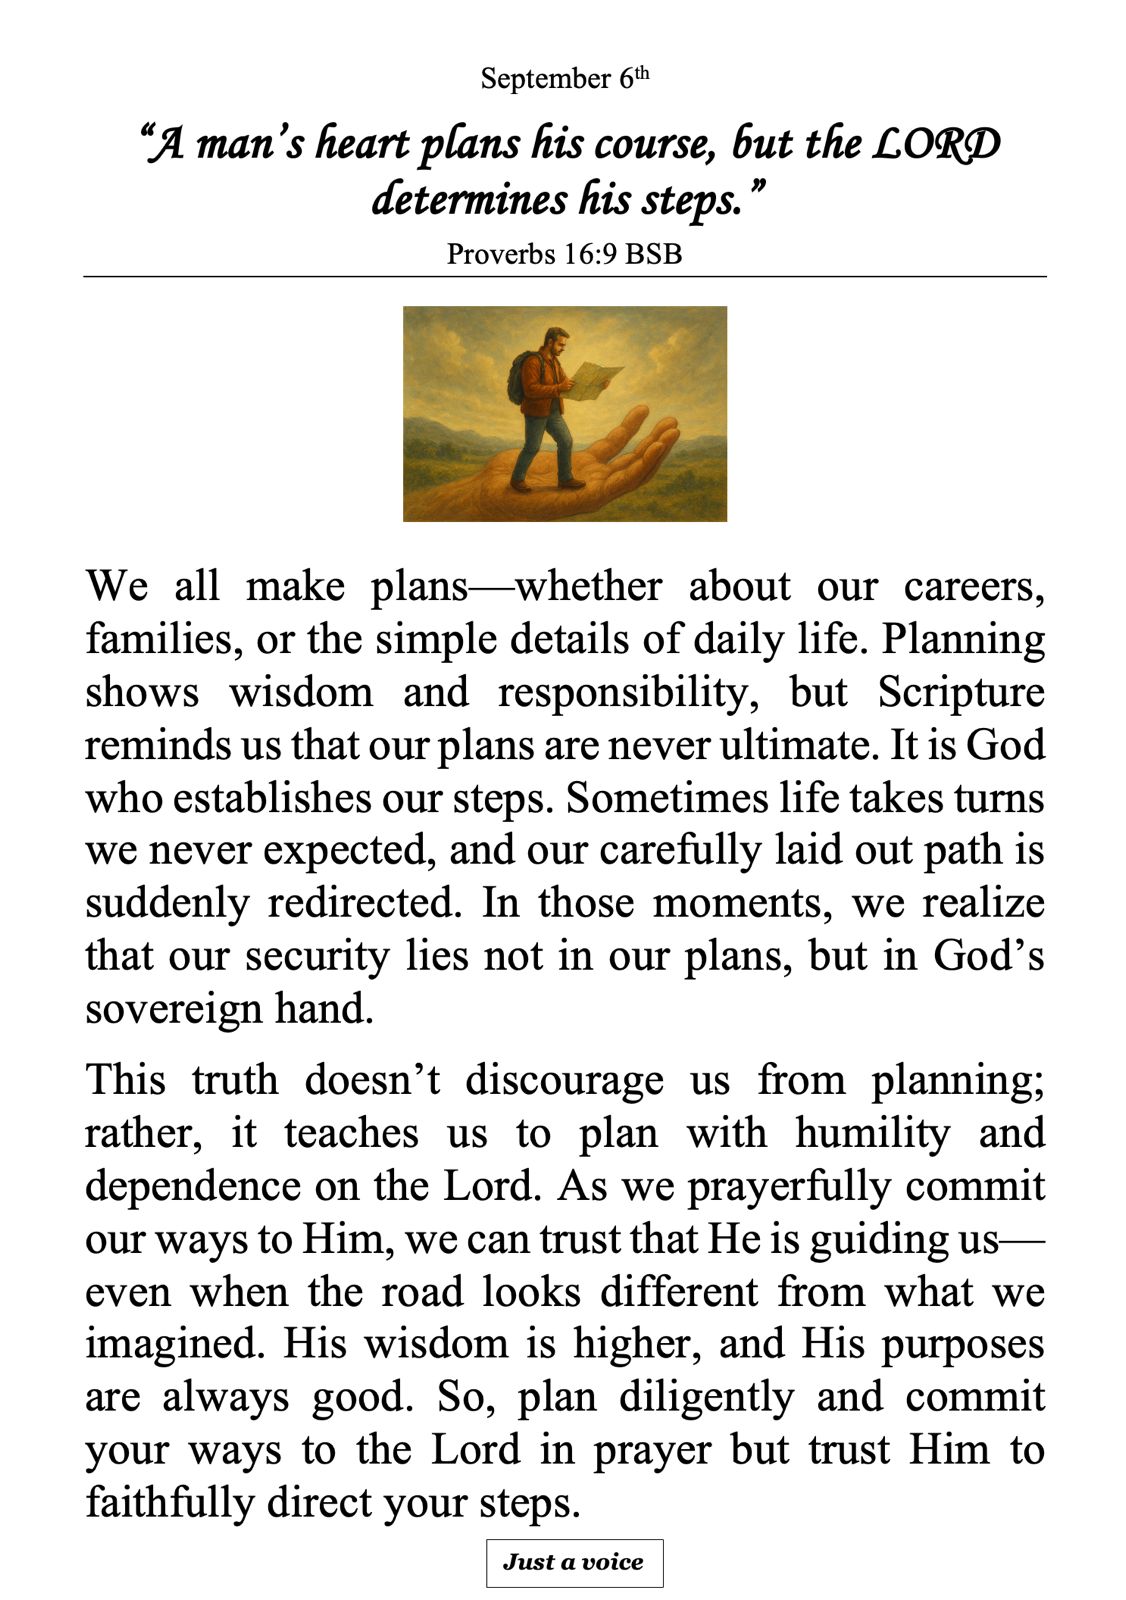 September 6th
“A man’s heart plans his course, but the LORD
determines his steps.”
Proverbs 16:9 BSB
We all make plans—whether about our careers,
families, or the simple details of daily life. Planning
shows wisdom and responsibility, but Scripture
reminds us that our plans are never ultimate. It is God
who establishes our steps. Sometimes life takes turns
we never expected, and our carefully laid out path is
suddenly redirected. In those moments, we realize
that our security lies not in our plans, but in God’s
sovereign hand.
This truth doesn’t discourage us from planning;
rather, it teaches us to plan with humility and
dependence on the Lord. As we prayerfully commit
our ways to Him, we can trust that He is guiding us—
even when the road looks different from what we
imagined. His wisdom is higher, and His purposes
are always good. So, plan diligently and commit
your ways to the Lord in prayer but trust Him to
faithfully direct your steps.
Just a voice